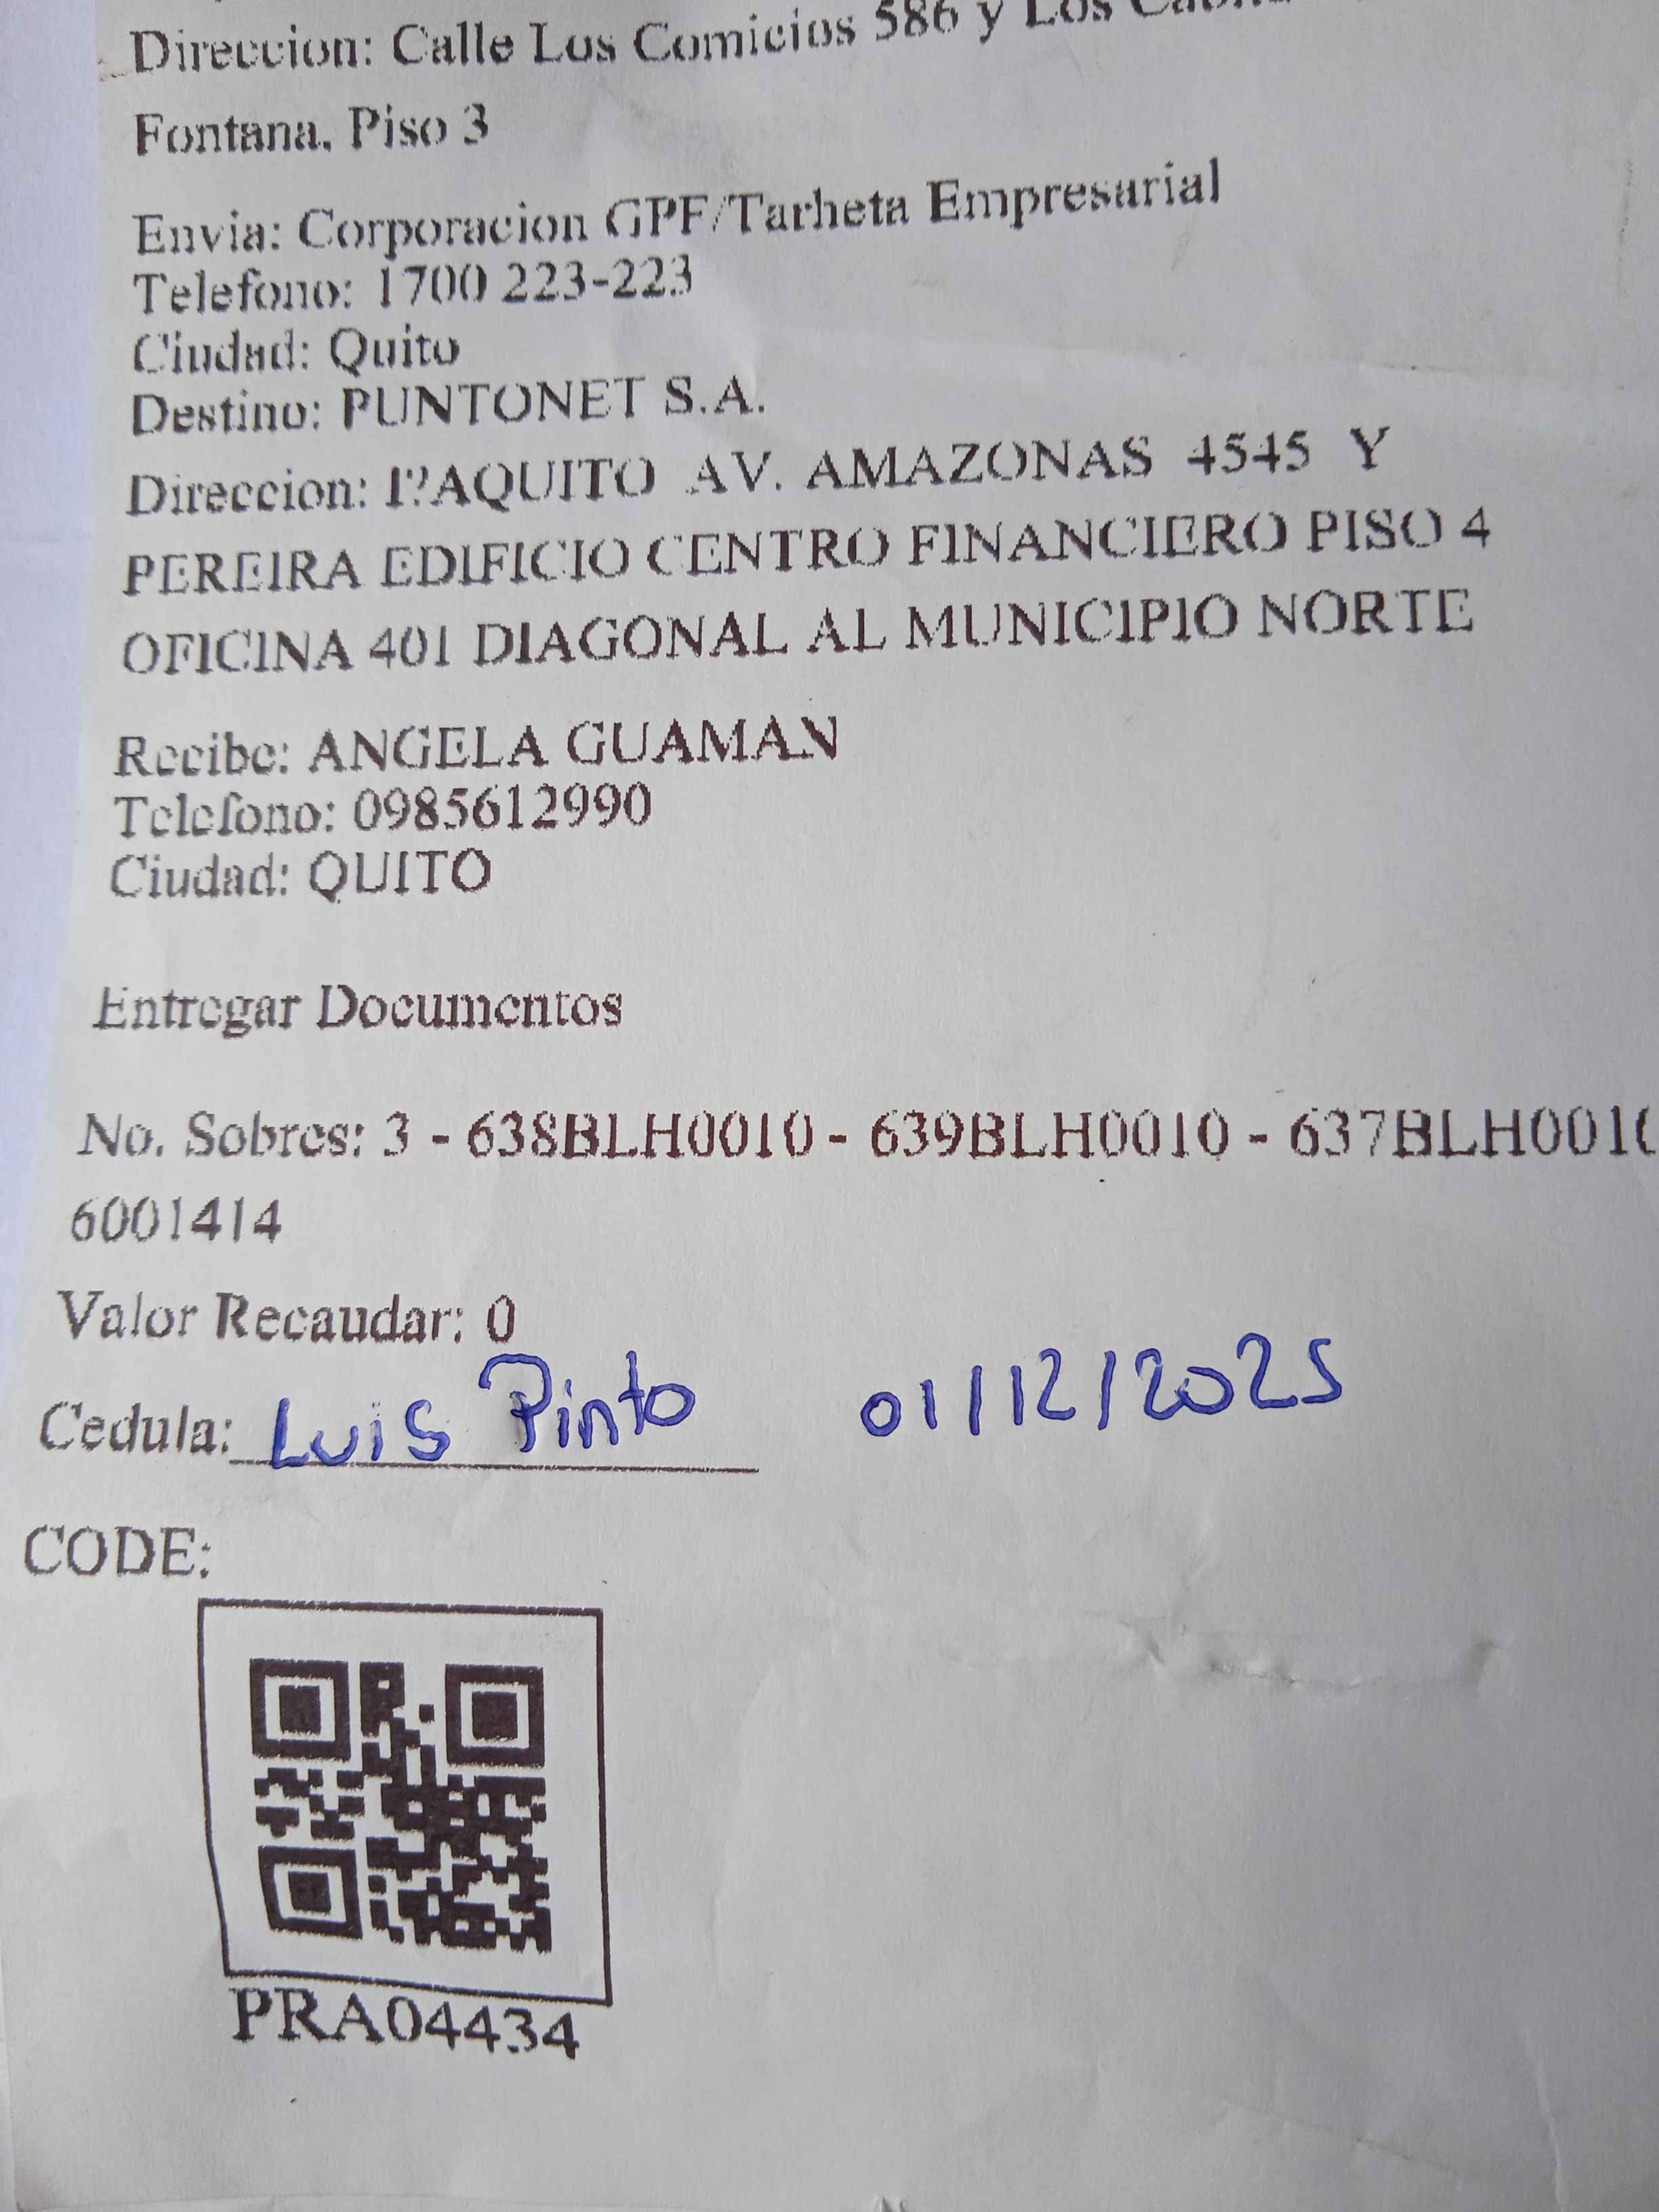 Direccion: Calle Los Comicios 586 y Los
Fontana, Piso 3
Envia: Corporacion GPF/Tarheta Empresarial
Telefono: 1700 223-223
Ciudad: Quito
Destino: PUNTONET S.A.
Direccion: I?AQUITO AV. AMAZONAS 4545 Y
PEREIRA EDIFICIO CENTRO FINANCIERO PISO 4
OFICINA 401 DIAGONAL AL MUNICIPIO NORTE
Recibe: ANGELA GUAMAN
Telefono: 0985612990
Ciudad: QUITO
Entregar Documentos
No. Sobres: 3 - 638BLH0010 - 639BLH0010 - 637BLH001
6001414
Valor Recaudar: 0
Cedula: Luis Pinto 01/12/2025
CODE:
PRA04434